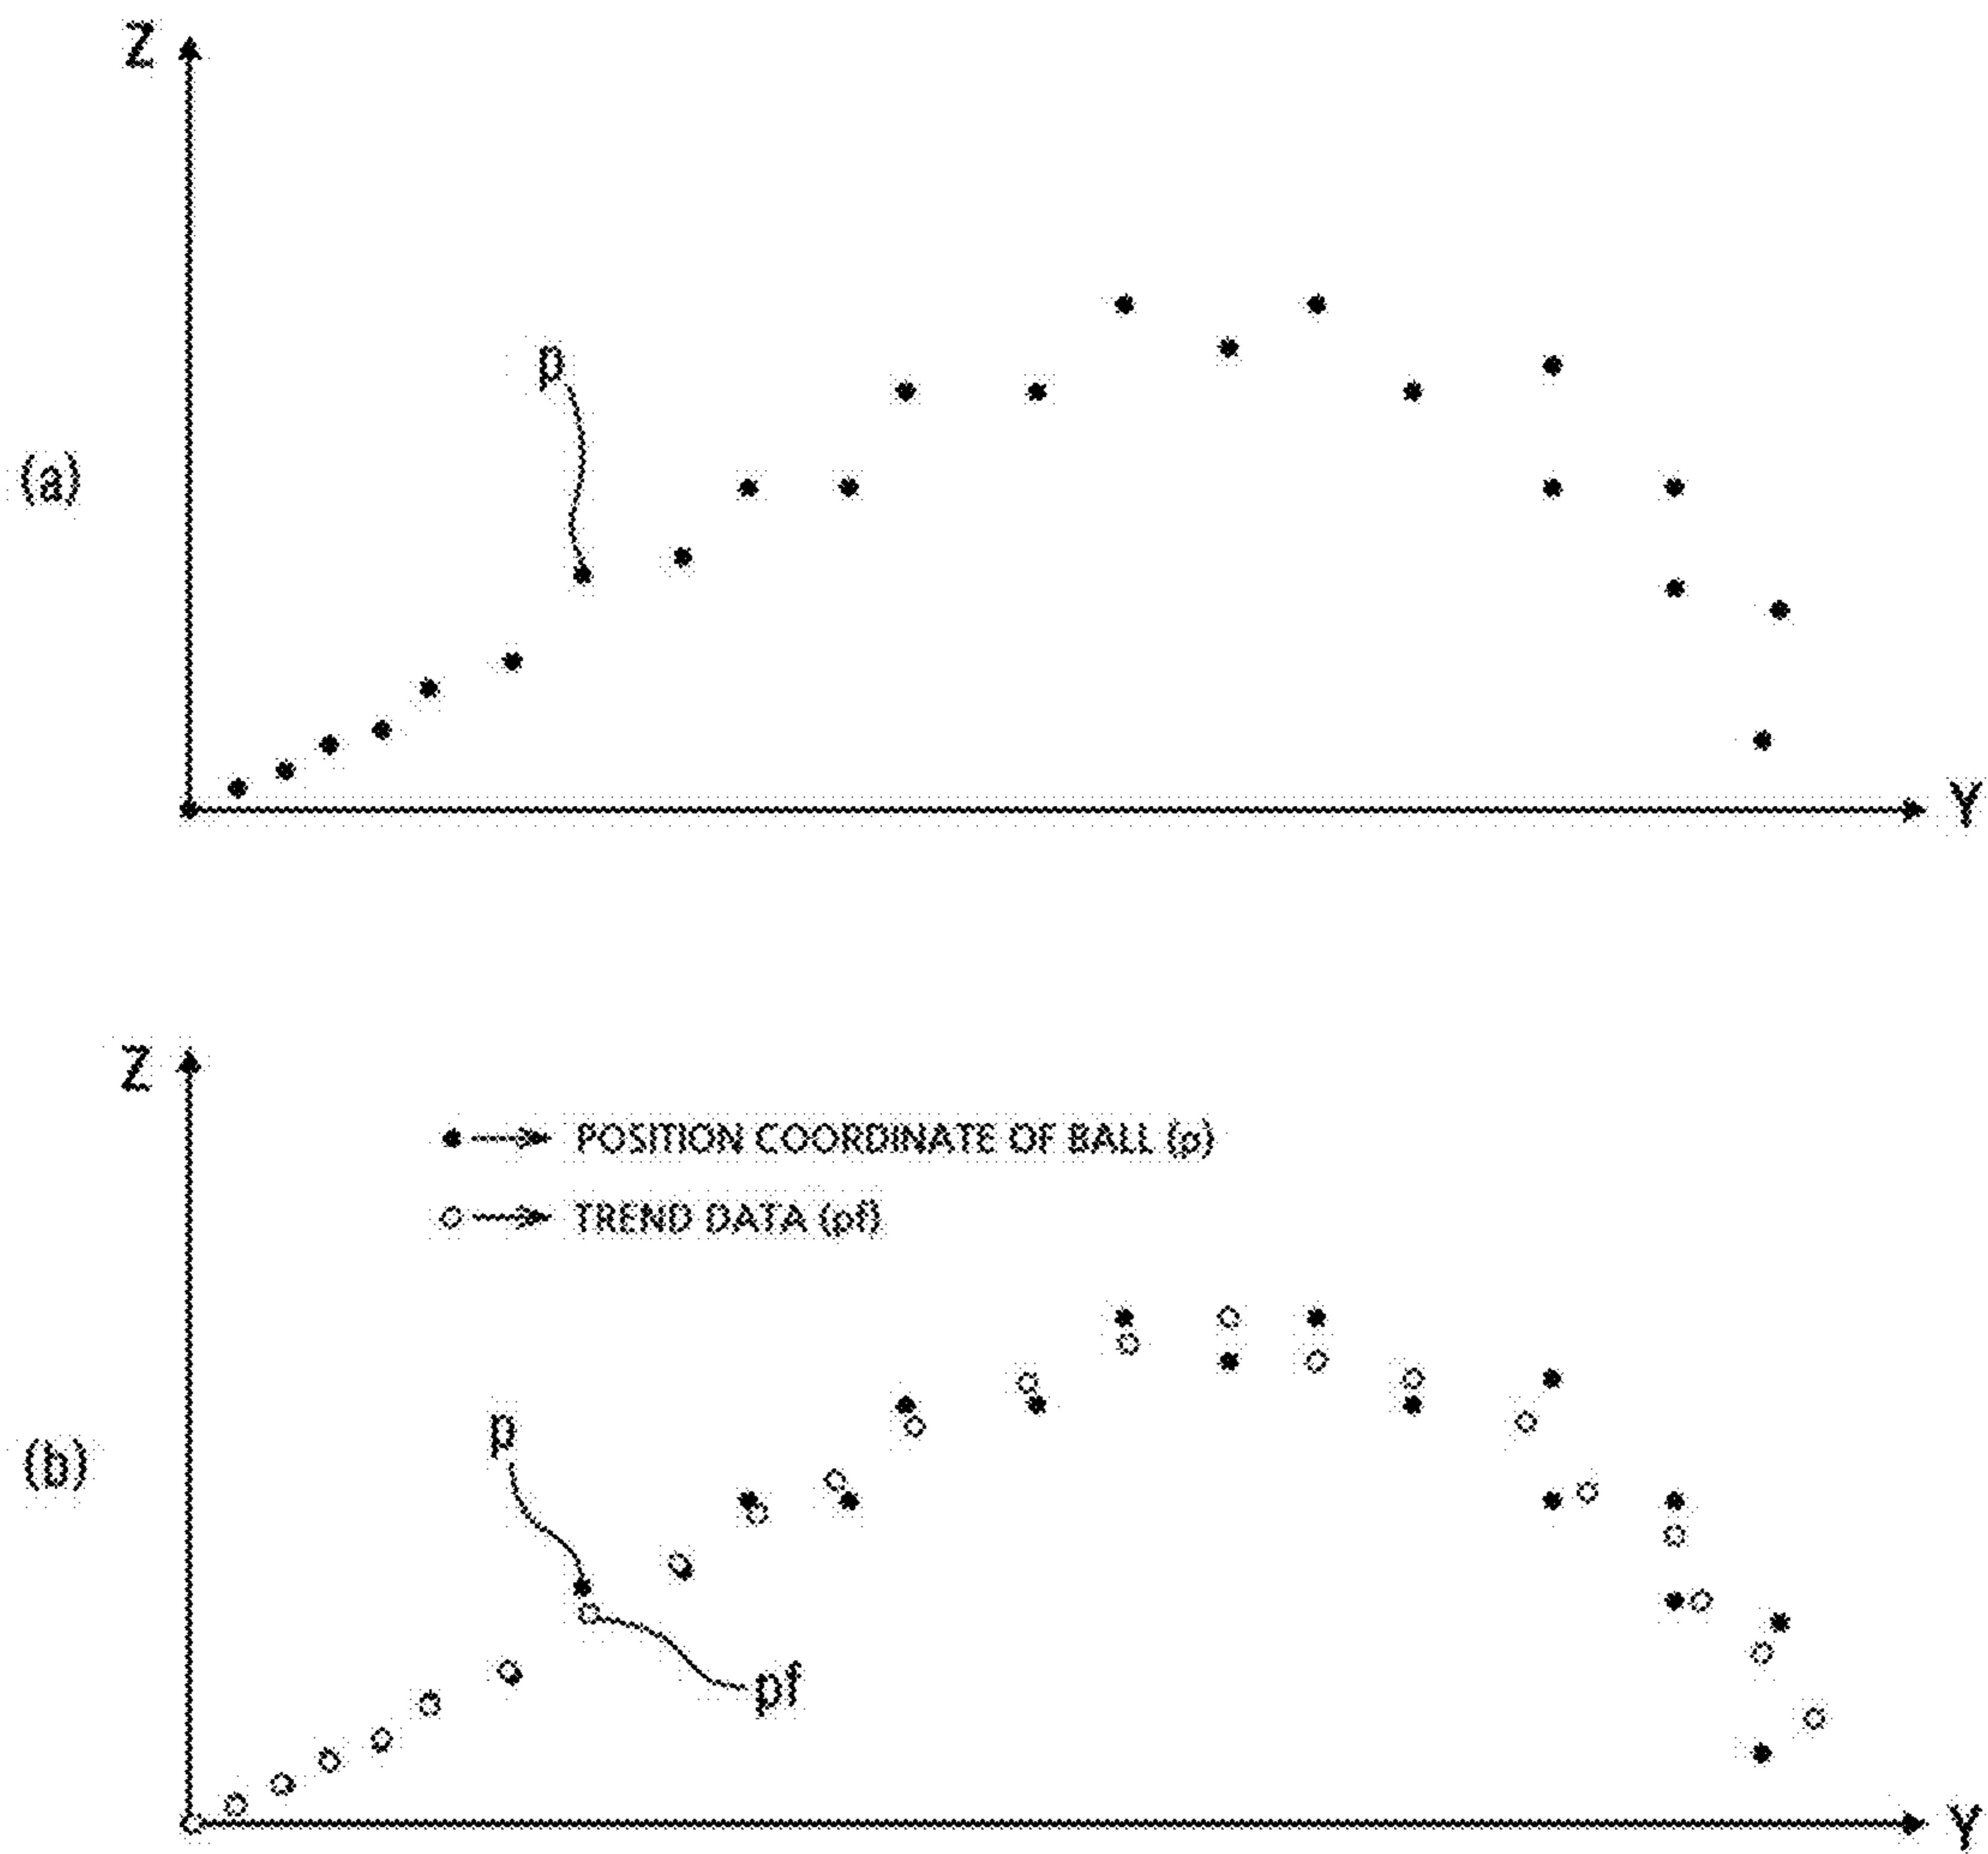 Z
p
(a)
Y
Z
POSITION COORDINATE OF BALL (p)
TREND DATA (pf)
p
(b)
pf
Y